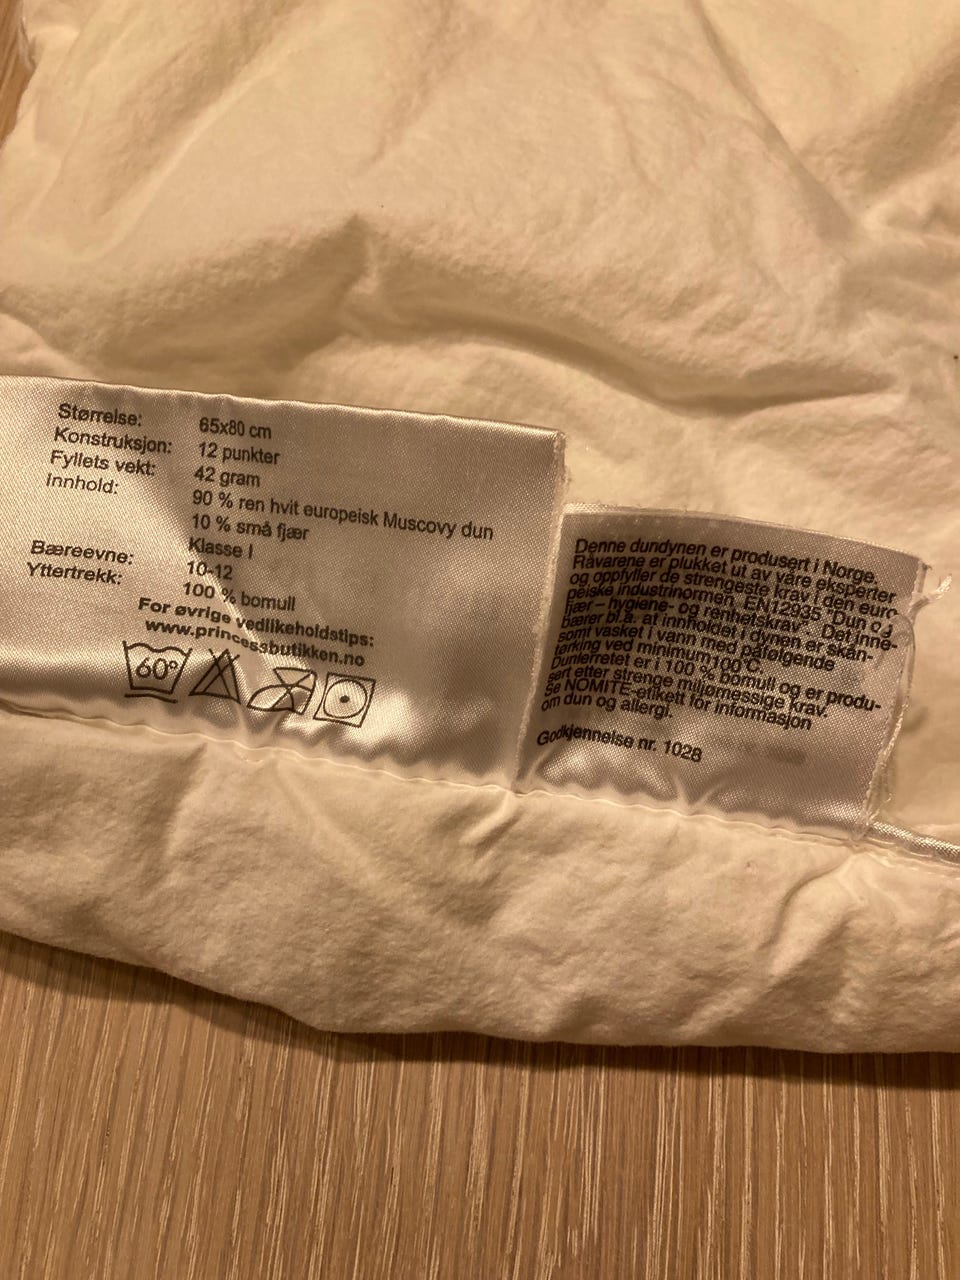 Størrelse: 65x80 cm
Konstruksjon: 12 punkter
Fyllets vekt: 42 gram
Innhold: 90 % ren hvit europeisk Muscovy dun
10 % små fjær
Klasse I
Bæreevne: 10-12
Yttertrekk: 100 % bomull
For øvrige vedlikeholdstips:
www.princessbutikken.no
60°
Denne dundynen er produsert i Norge.
Råvarene er plukket ut av våre eksperter
og oppfyller de strengeste krav i den euro-
peiske industrinormen, EN12935 "Dun og
fjær – hygiene- og renhetskrav". Det inne-
bærer bl.a. at innholdet i dynen er skån-
somt vasket i vann med påfølgende
tørking ved minimum100°C.
Dunlerretet er i 100 % bomull og er produ-
sert etter strenge miljømessige krav.
Se NOMITE-etikett for informasjon
om dun og allergi.
Godkjennelse nr. 1028